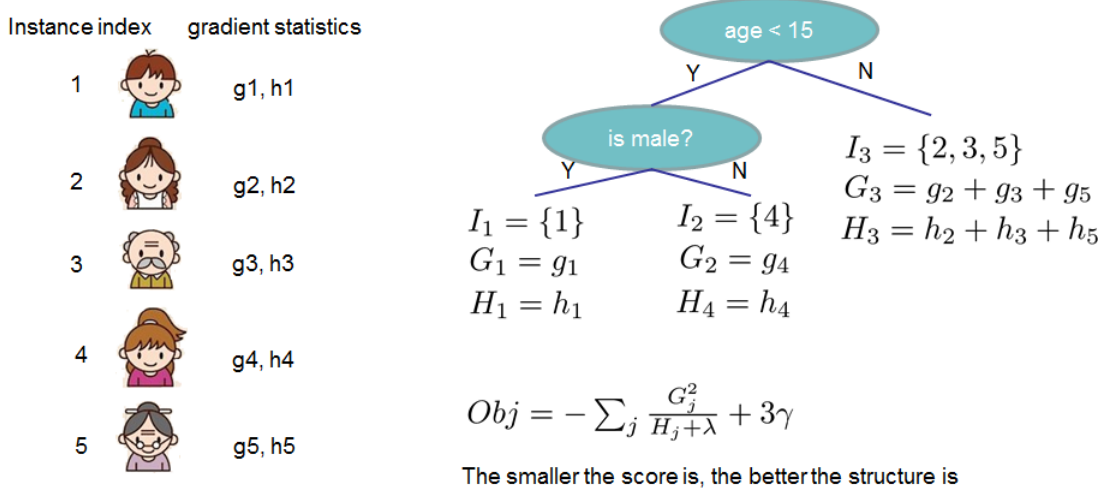 Instance index gradient statistics
1 g1, h1
2 g2, h2
3 g3, h3
4 g4, h4
5 g5, h5
age < 15
Y N
is male?
Y N
I₁ = {1}
G₁ = g₁
H₁ = h₁
I₂ = {4}
G₂ = g₄
H₄ = h₄
I₃ = {2, 3, 5}
G₃ = g₂ + g₃ + g₅
H₃ = h₂ + h₃ + h₅
Obj = − ∑ⱼ G²ⱼ / (Hⱼ+λ) + 3γ
The smaller the score is, the better the structure is